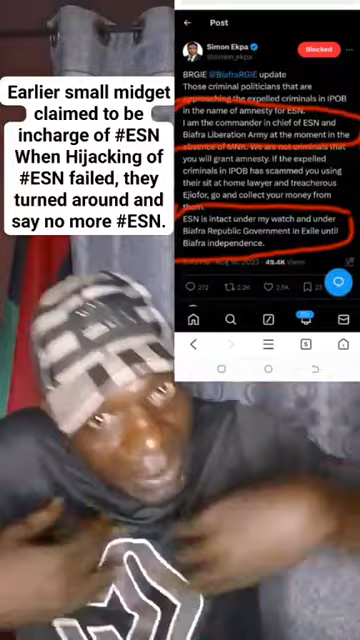 Earlier small midget
claimed to be
incharge of #ESN
When Hijacking of
#ESN failed, they
turned around and
say no more #ESN.
Post
Simon Ekpa
@simon_ekpa
Blocked
BRGIE @BiafraRGIE update
Those criminal politicians that are
approaching the expelled criminals in IPOB
in the name of amnesty for ESN.
I am the commander in chief of ESN and
Biafra Liberation Army at the moment in the
absence of MNK. We are not criminals that
you will grant amnesty. If the expelled
criminals in IPOB has scammed you using
their sit at home lawyer and treacherous
Ejiofor, go and collect your money from
them.
ESN is intact under my watch and under
Biafra Republic Government In Exile until
Biafra independence.
2023 · 49.4K Views
272 2.2K 2.5K 23